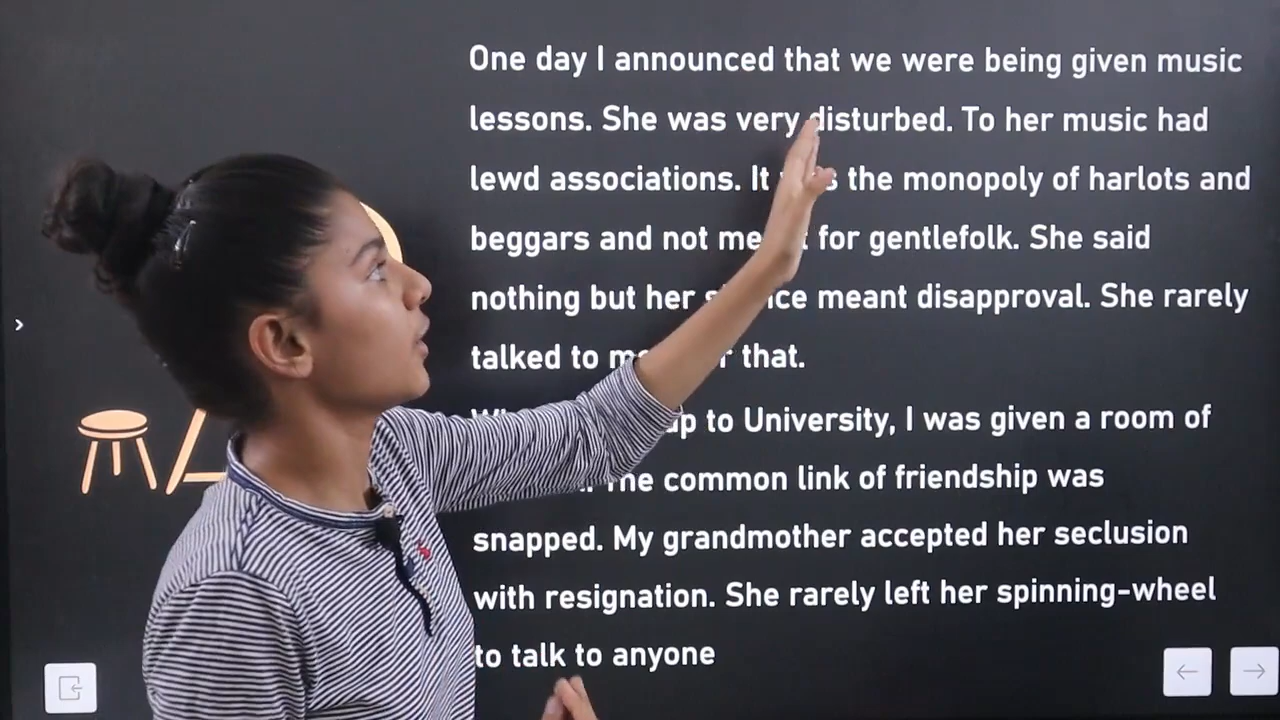 One day I announced that we were being given music
lessons. She was very disturbed. To her music had
lewd associations. It the monopoly of harlots and
beggars and not for gentlefolk. She said
nothing but her meant disapproval. She rarely
talked to that.
up to University, I was given a room of
The common link of friendship was
snapped. My grandmother accepted her seclusion
with resignation. She rarely left her spinning-wheel
to talk to anyone